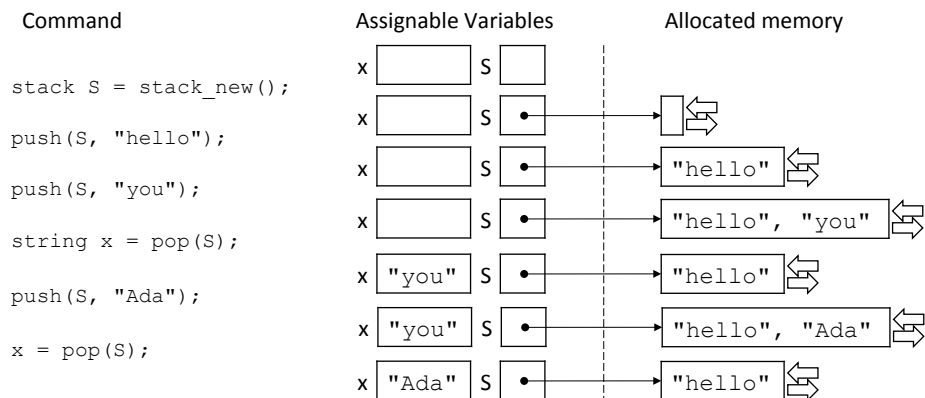 Command Assignable Variables Allocated memory
x S
stack S = stack_new();
x S
push(S, "hello");
x S "hello"
push(S, "you");
x S "hello", "you"
string x = pop(S);
x "you" S "hello"
push(S, "Ada");
x "you" S "hello", "Ada"
x = pop(S);
x "Ada" S "hello"